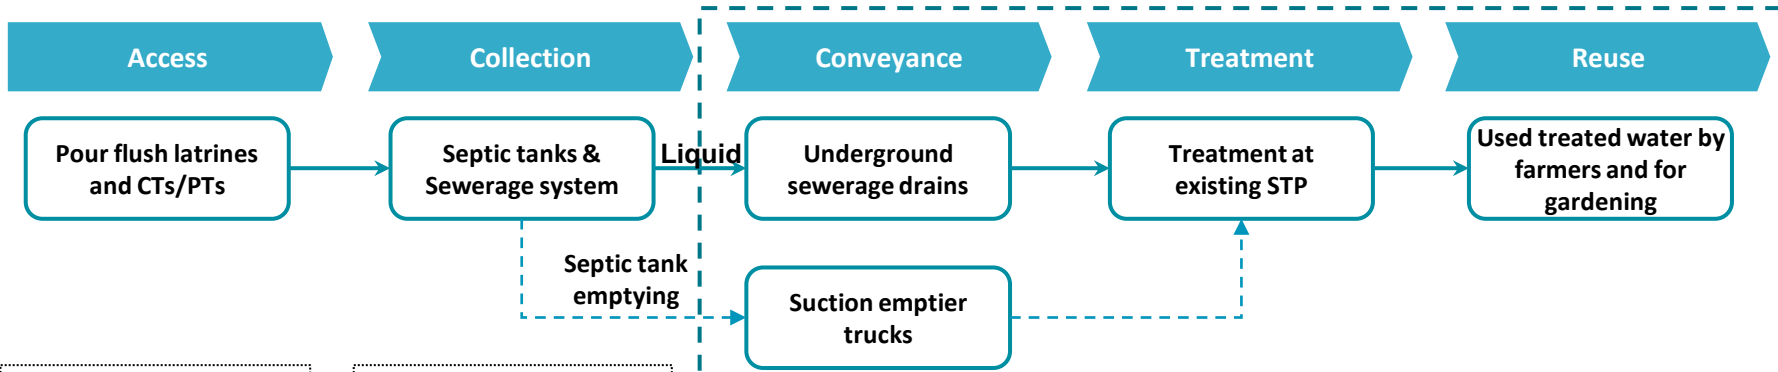 Access
Collection
Conveyance
Treatment
Reuse
Pour flush latrines
and CTs/PTs
Septic tanks &
Sewerage system
Liquid
Underground
sewerage drains
Treatment at
existing STP
Used treated water by
farmers and for
gardening
Septic tank
emptying
Suction emptier
trucks